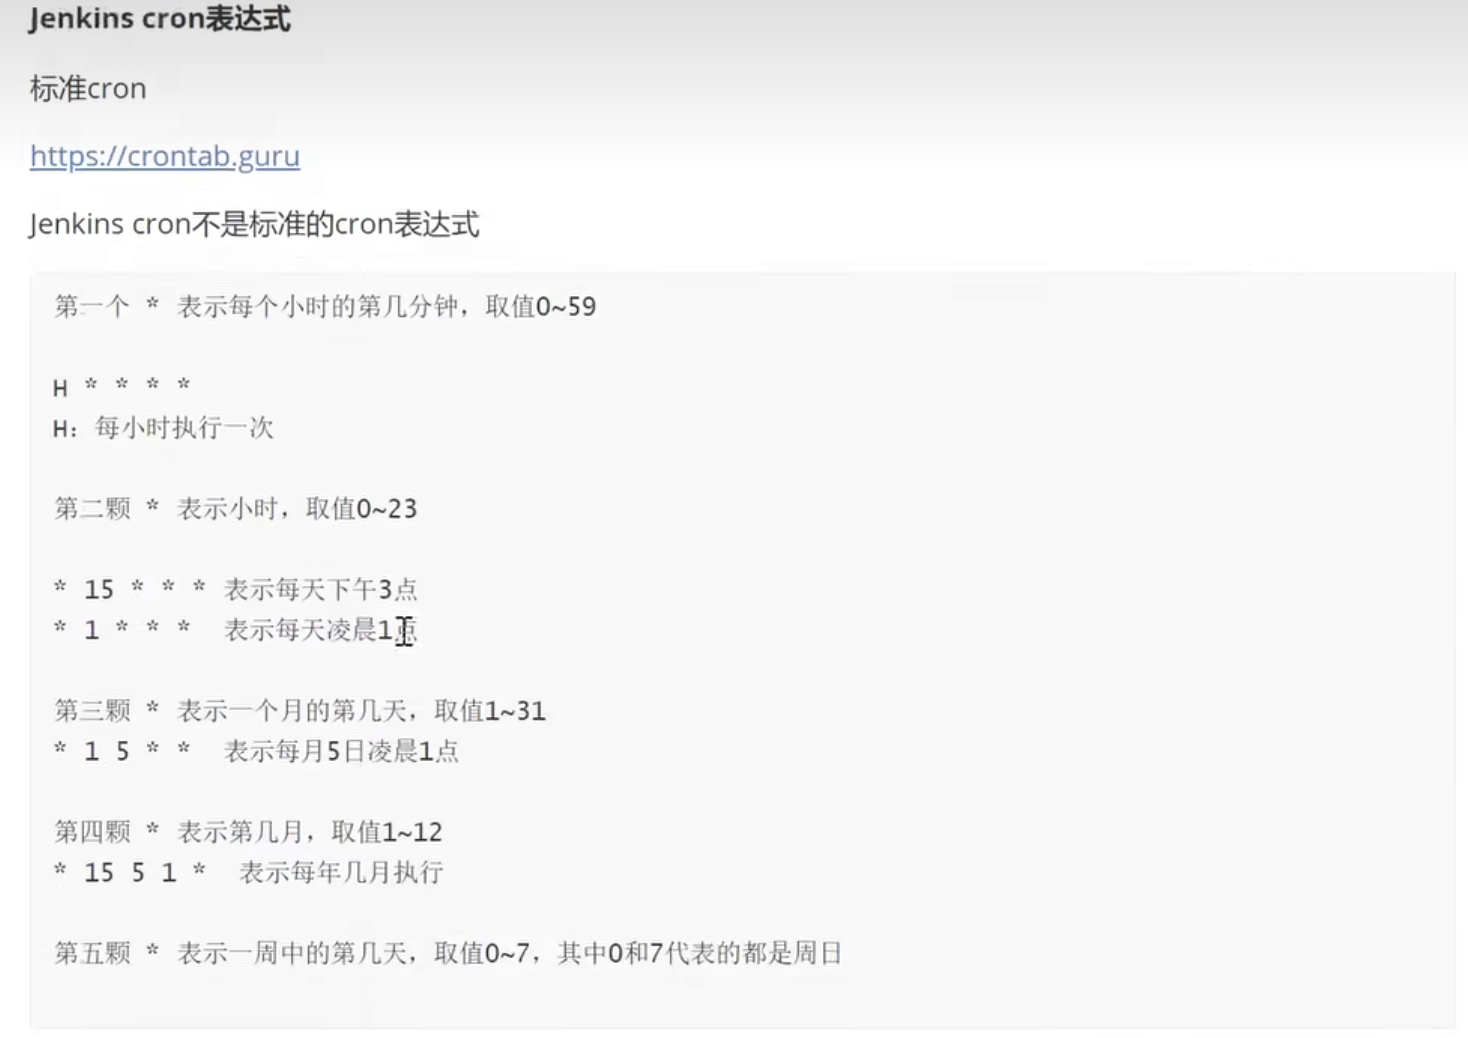 Jenkins cron表达式
标准cron
https://crontab.guru
Jenkins cron不是标准的cron表达式
第一个 * 表示每个小时的第几分钟，取值0~59
H * * * *
H：每小时执行一次
第二颗 * 表示小时，取值0~23
* 15 * * * 表示每天下午3点
* 1 * * * 表示每天凌晨1点
第三颗 * 表示一个月的第几天，取值1~31
* 1 5 * * 表示每月5日凌晨1点
第四颗 * 表示第几月，取值1~12
* 15 5 1 * 表示每年几月执行
第五颗 * 表示一周中的第几天，取值0~7，其中0和7代表的都是周日